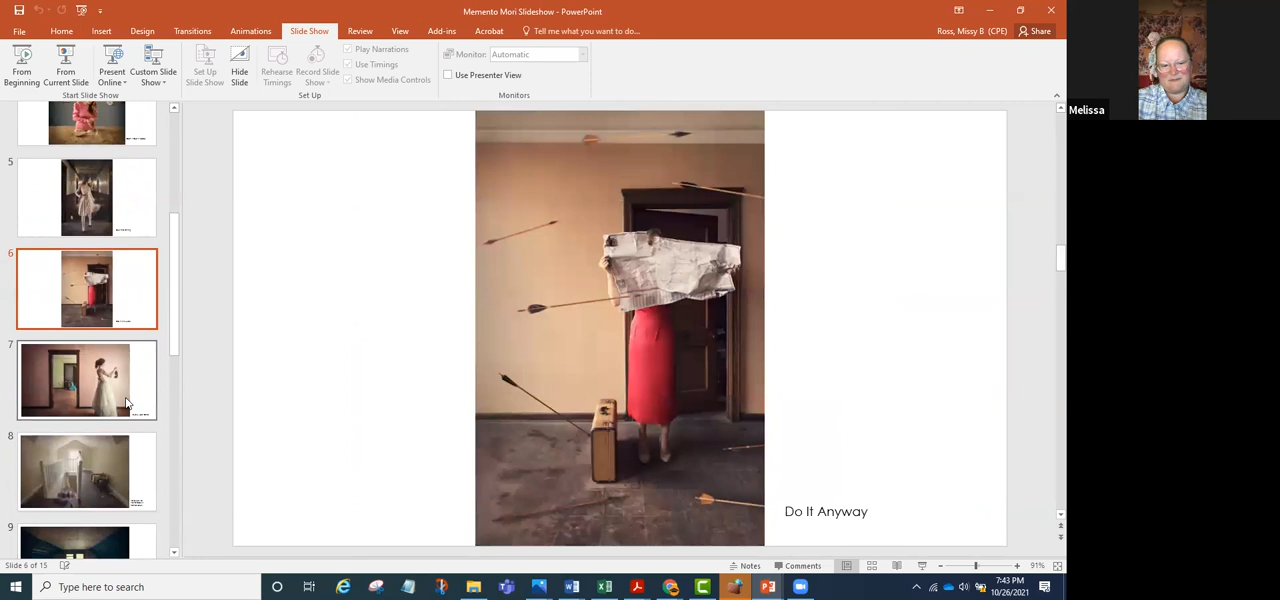 Memento Mori Slideshow - PowerPoint
File Home Insert Design Transitions Animations Slide Show Review View Add-ins Acrobat Tell me what you want to do... Ross, Missy B (CPE) Share
From Beginning
From Current Slide
Present Online
Custom Slide Show
Set Up Slide Show
Hide Slide
Rehearse Timings
Record Slide Show
Play Narrations
Use Timings
Show Media Controls
Monitor: Automatic
Use Presenter View
Start Slide Show Set Up Monitors
Melissa
5
6
7
8
9
Do It Anyway
Slide 6 of 15 Notes Comments 91%
Type here to search
7:43 PM
10/26/2021